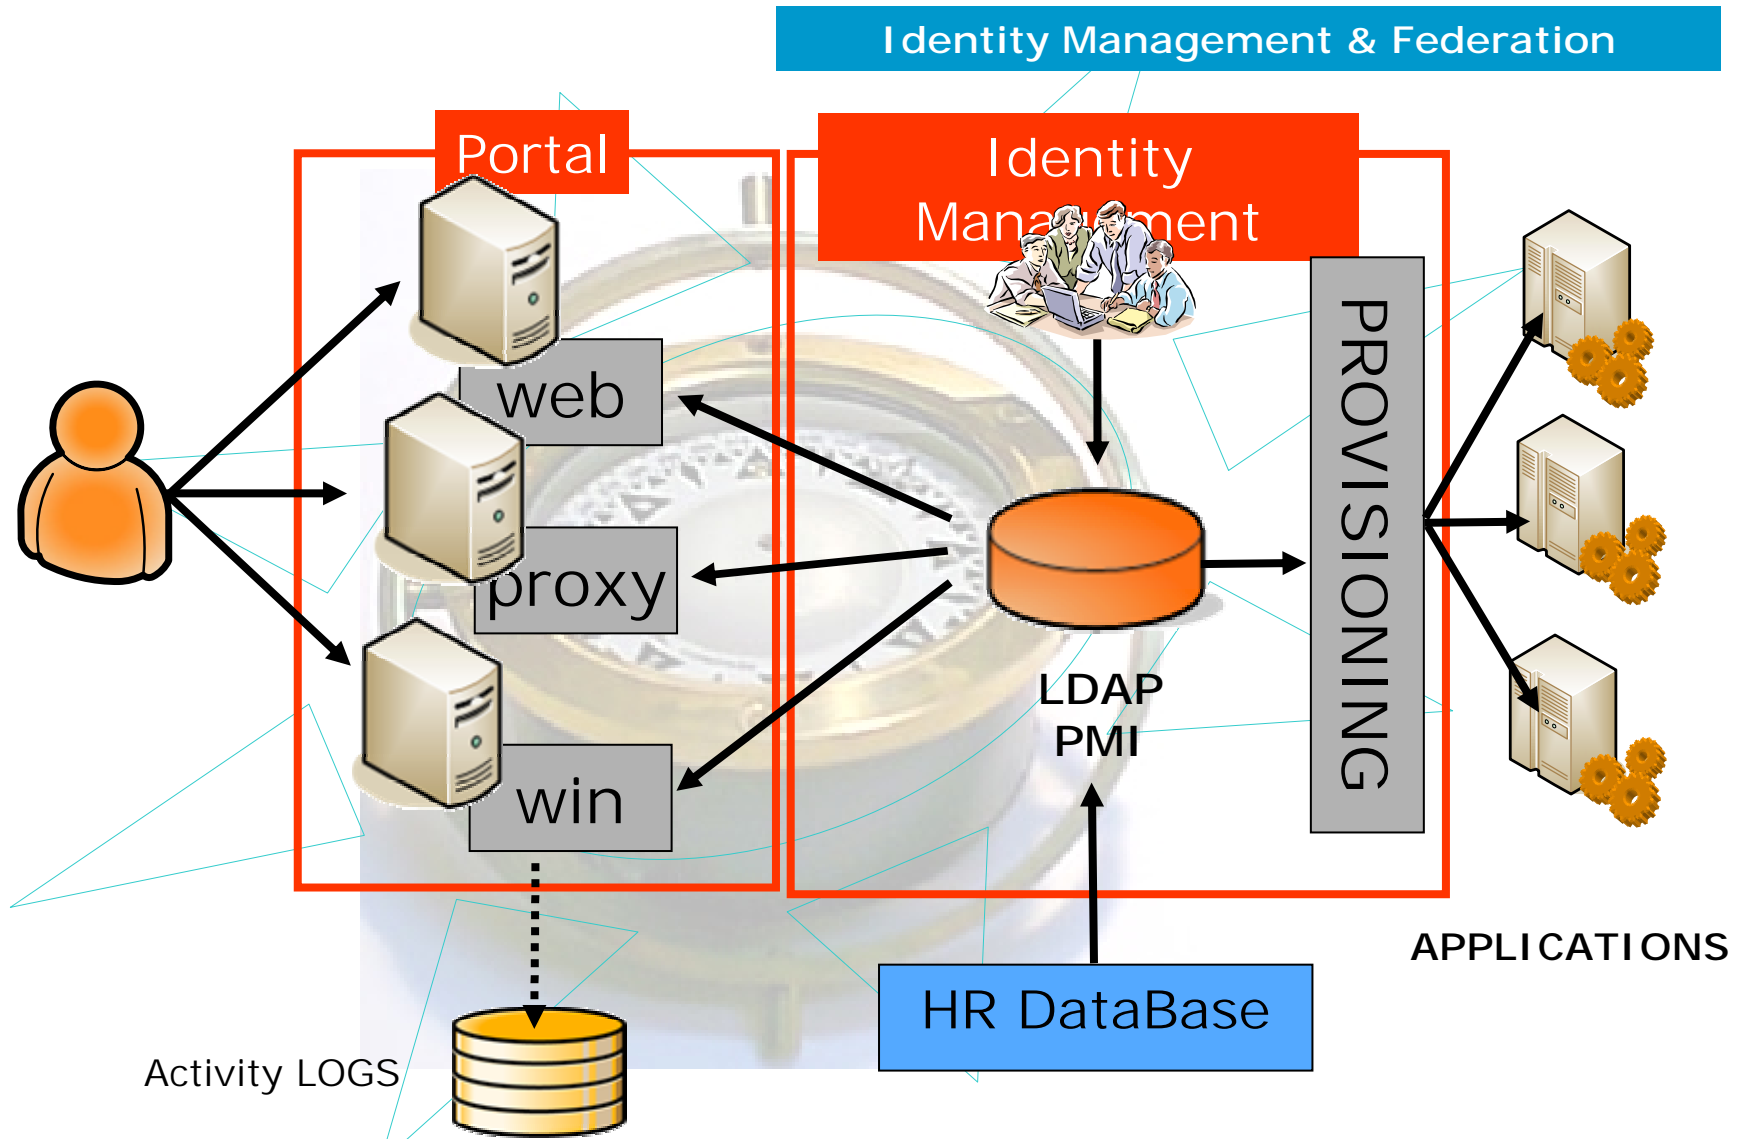 Identity Management & Federation
Portal
Identity
Management
web
proxy
win
LDAP
PMI
PROVISIONING
APPLICATIONS
HR DataBase
Activity LOGS